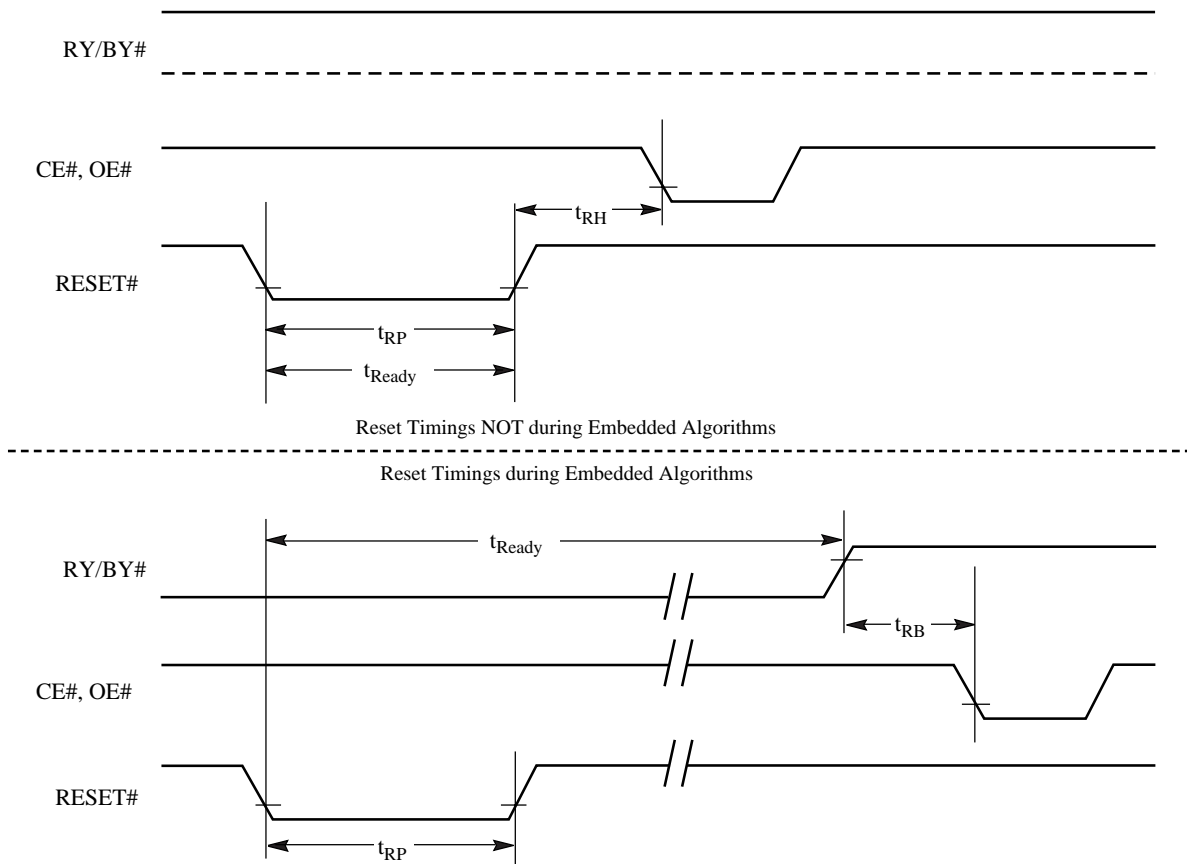 RY/BY#
CE#, OE#
tRH
RESET#
tRP
tReady
Reset Timings NOT during Embedded Algorithms
Reset Timings during Embedded Algorithms
tReady
RY/BY#
tRB
CE#, OE#
RESET#
tRP